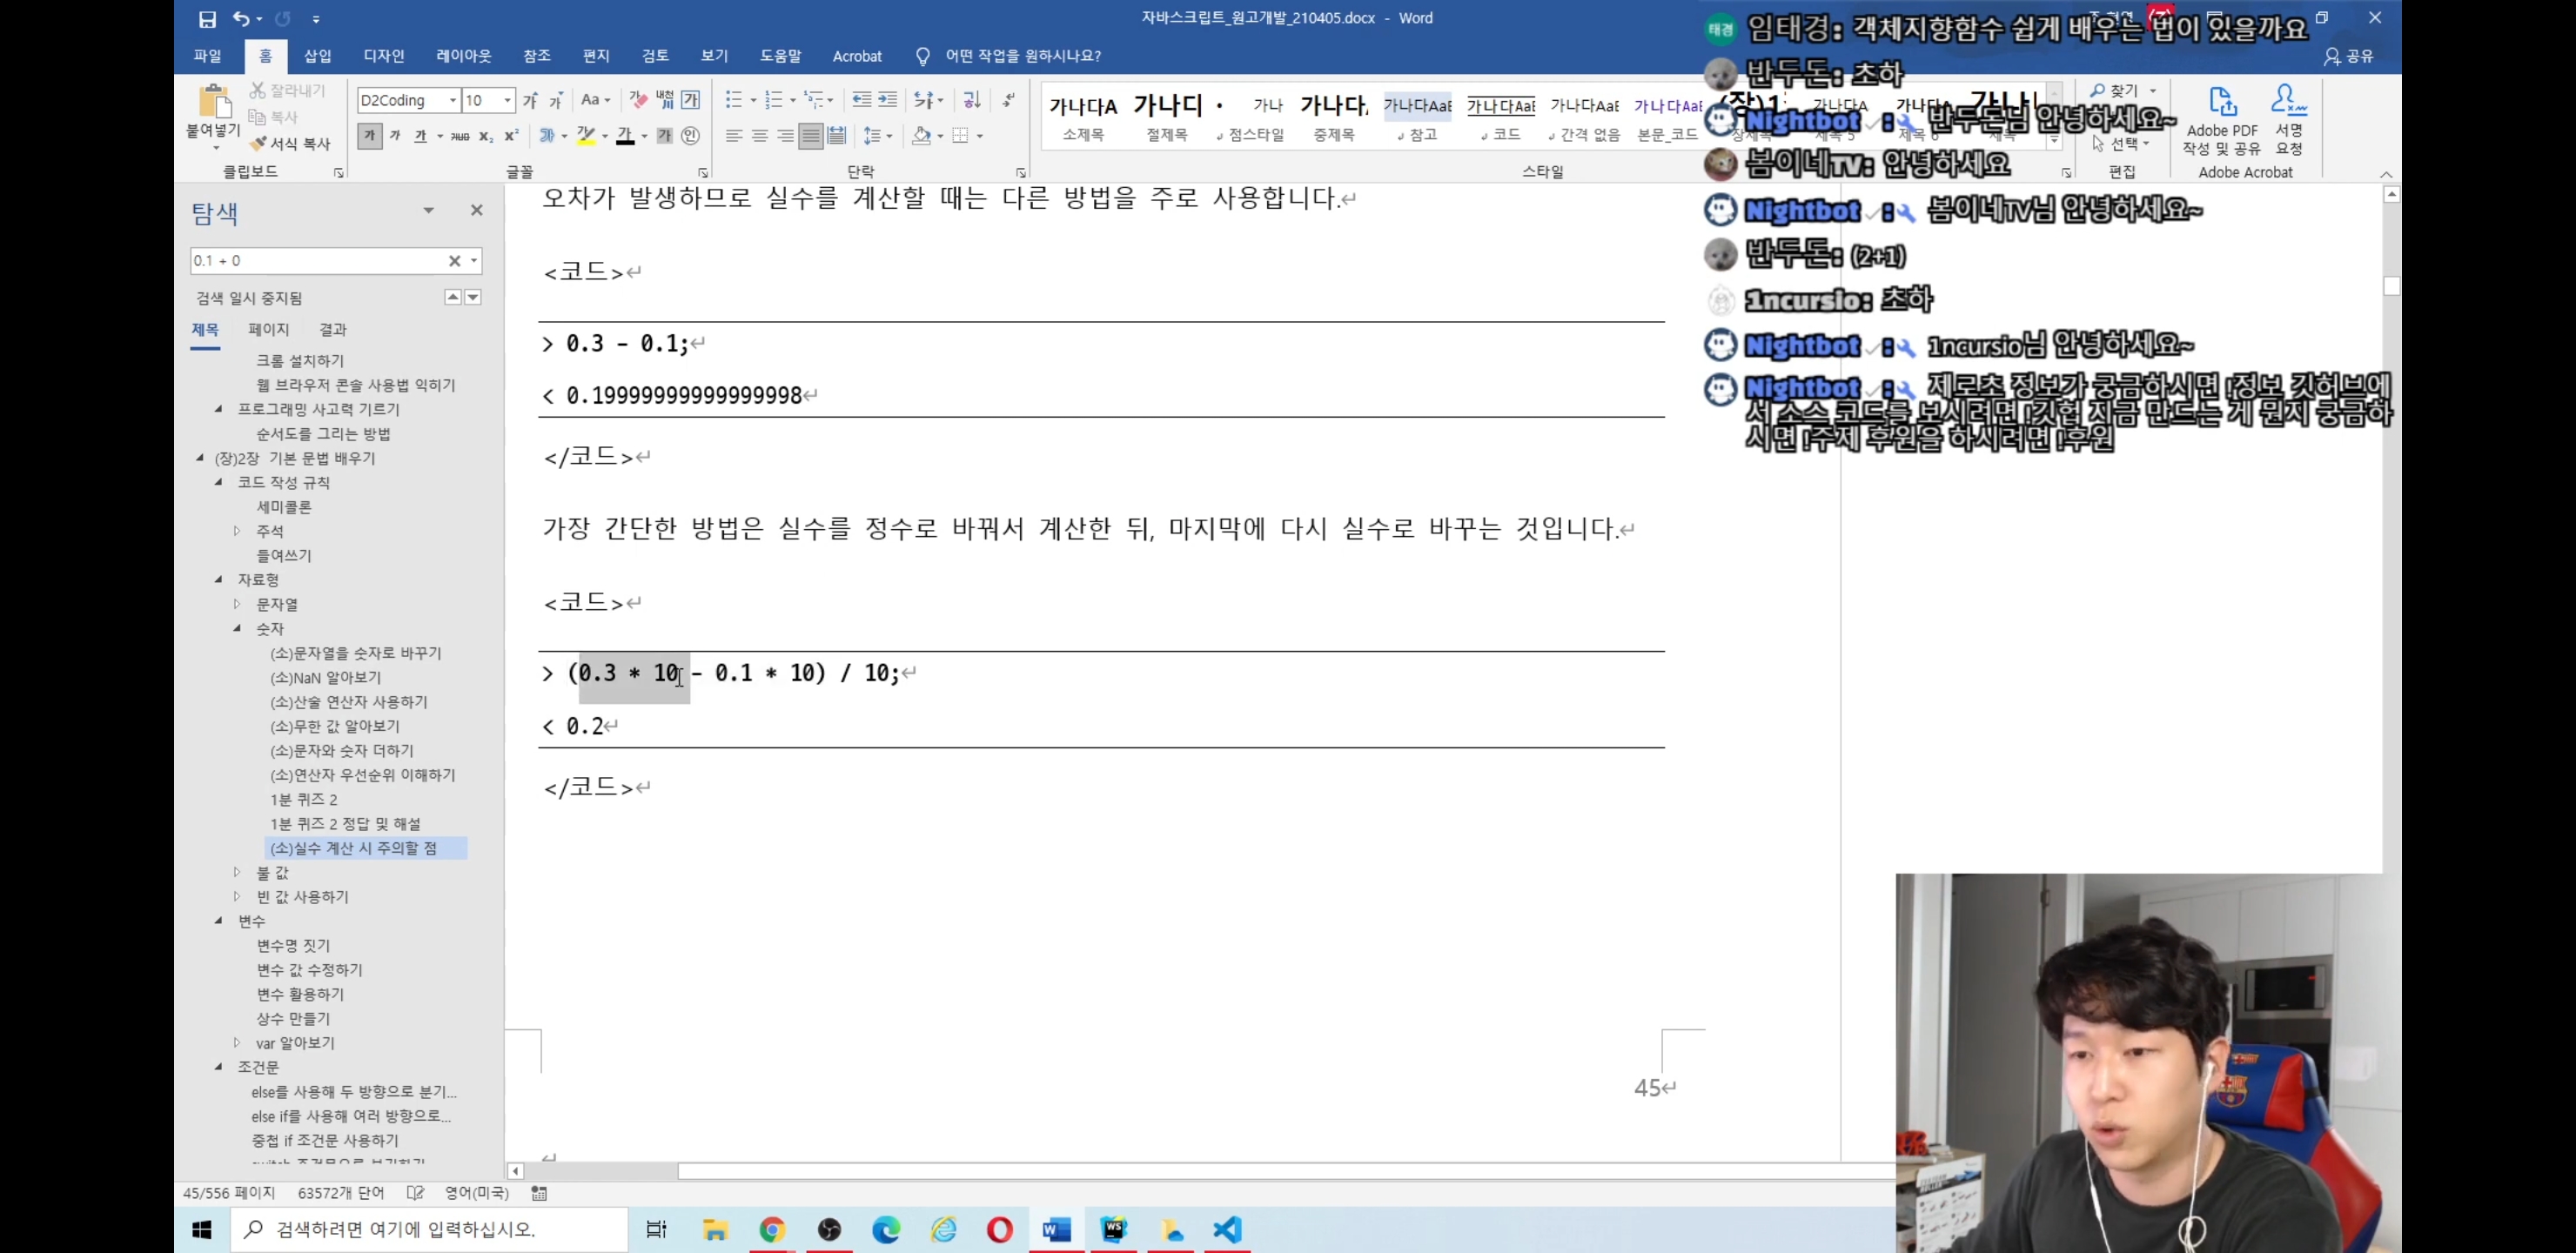 자바스크립트_원고개발_210405.docx - Word
파일 홈 삽입 디자인 레이아웃 참조 편지 검토 보기 도움말 Acrobat 어떤 작업을 원하시나요?
공유
붙여넣기
잘라내기
복사
서식 복사
클립보드
D2Coding 10
글꼴
단락
가나다A 소제목
가나디 절제목
가나 점스타일
가나다, 중제목
가나다Aa 참고
가나다Aa 코드
가나다Aa 간격 없음
가나다Aa 본문_코드
스타일
찾기
선택
편집
Adobe PDF
작성 및 공유
서명
요청
Adobe Acrobat
임태경: 객체지향함수 쉽게 배우는 법이 있을까요
반두돈: 초하
Nightbot: 반두돈님 안녕하세요~
봄이네TV: 안녕하세요
Nightbot: 봄이네TV님 안녕하세요~
반두돈: (2+1)
1ncursio: 초하
Nightbot: 1ncursio님 안녕하세요~
Nightbot: 제로초 정보가 궁금하시면 !정보 깃허브에
서 소스 코드를 보시려면 !깃헙 지금 만드는 게 뭔지 궁금하
시면 !주제 후원을 하시려면 !후원
탐색
0.1 + 0
검색 일시 중지됨
제목 페이지 결과
크롬 설치하기
웹 브라우저 콘솔 사용법 익히기
프로그래밍 사고력 기르기
순서도를 그리는 방법
(장)2장 기본 문법 배우기
코드 작성 규칙
세미콜론
주석
들여쓰기
자료형
문자열
숫자
(소)문자열을 숫자로 바꾸기
(소)NaN 알아보기
(소)산술 연산자 사용하기
(소)무한 값 알아보기
(소)문자와 숫자 더하기
(소)연산자 우선순위 이해하기
1분 퀴즈 2
1분 퀴즈 2 정답 및 해설
(소)실수 계산 시 주의할 점
불 값
빈 값 사용하기
변수
변수명 짓기
변수 값 수정하기
변수 활용하기
상수 만들기
var 알아보기
조건문
else를 사용해 두 방향으로 분기...
else if를 사용해 여러 방향으로...
중첩 if 조건문 사용하기
오차가 발생하므로 실수를 계산할 때는 다른 방법을 주로 사용합니다.
<코드>
> 0.3 - 0.1;
< 0.19999999999999998
</코드>
가장 간단한 방법은 실수를 정수로 바꿔서 계산한 뒤, 마지막에 다시 실수로 바꾸는 것입니다.
<코드>
> (0.3 * 10 - 0.1 * 10) / 10;
< 0.2
</코드>
45
45/556 페이지 63572개 단어 영어(미국)
검색하려면 여기에 입력하십시오.